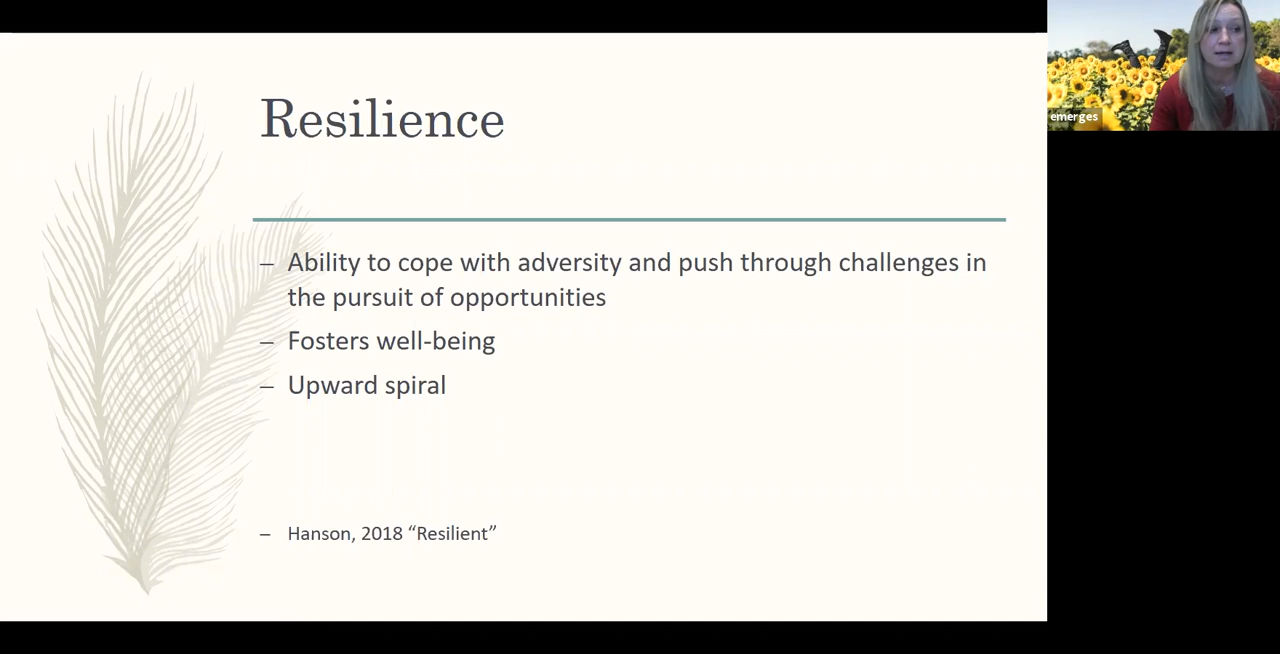 Resilience
– Ability to cope with adversity and push through challenges in
the pursuit of opportunities
– Fosters well-being
– Upward spiral
– Hanson, 2018 “Resilient”
emerges